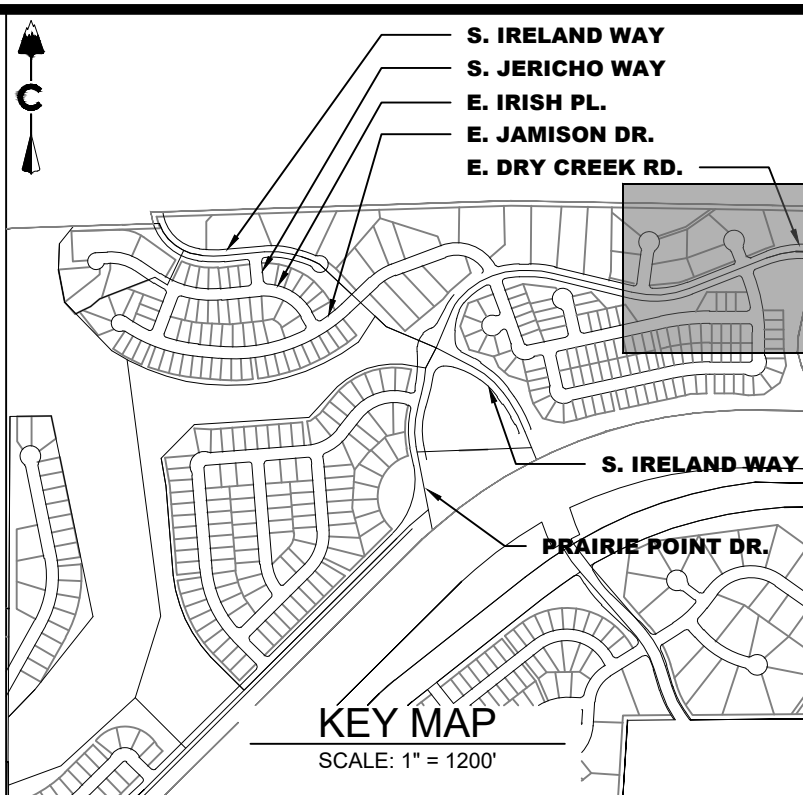 S. IRELAND WAY
S. JERICHO WAY
E. IRISH PL.
E. JAMISON DR.
E. DRY CREEK RD.
C
S. IRELAND WAY
PRAIRIE POINT DR.
KEY MAP
SCALE: 1" = 1200'